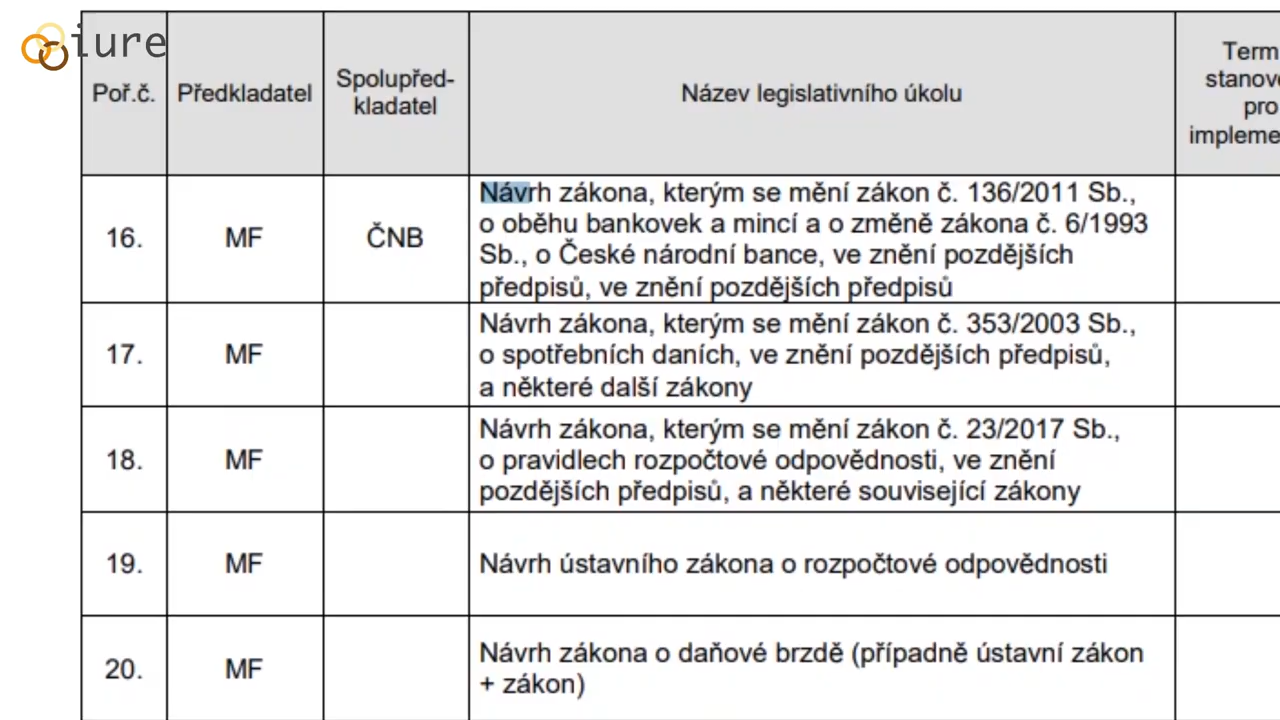 iure
Poř.č.
Předkladatel
Spolupřed-
kladatel
Název legislativního úkolu
Term
stanov
pro
impleme
16.
MF
ČNB
Návrh zákona, kterým se mění zákon č. 136/2011 Sb.,
o oběhu bankovek a mincí a o změně zákona č. 6/1993
Sb., o České národní bance, ve znění pozdějších
předpisů, ve znění pozdějších předpisů
17.
MF
Návrh zákona, kterým se mění zákon č. 353/2003 Sb.,
o spotřebních daních, ve znění pozdějších předpisů,
a některé další zákony
18.
MF
Návrh zákona, kterým se mění zákon č. 23/2017 Sb.,
o pravidlech rozpočtové odpovědnosti, ve znění
pozdějších předpisů, a některé související zákony
19.
MF
Návrh ústavního zákona o rozpočtové odpovědnosti
20.
MF
Návrh zákona o daňové brzdě (případně ústavní zákon
+ zákon)